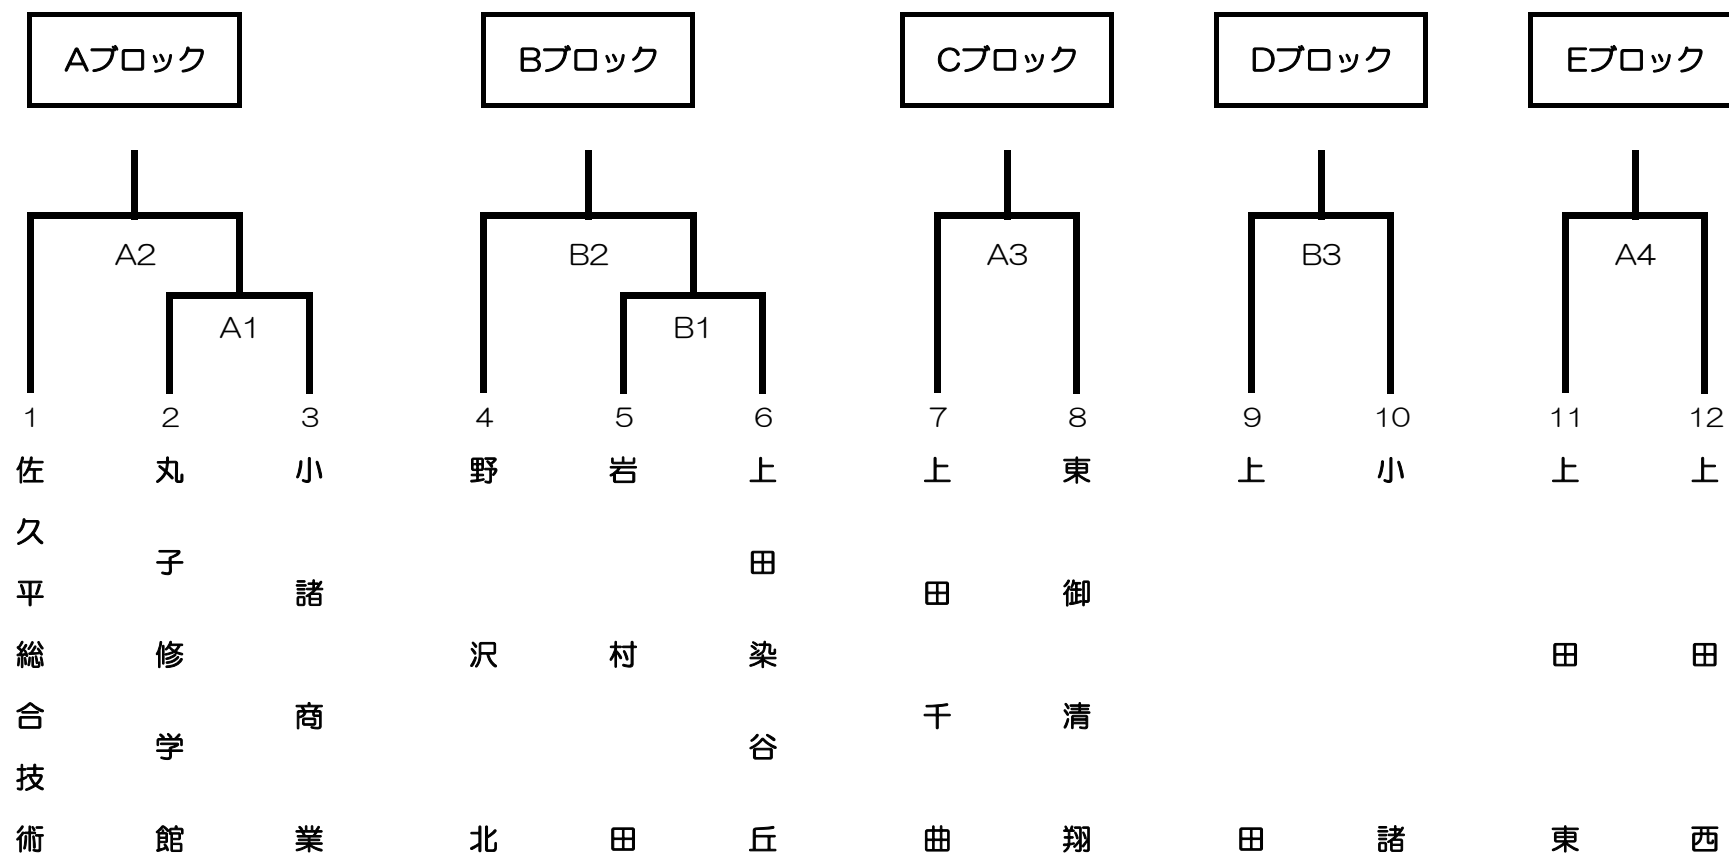 Aブロック
Bブロック
Cブロック
Dブロック
Eブロック
A2
B2
A3
B3
A4
A1
B1
1
2
3
4
5
6
7
8
9
10
11
12
佐久平総合技術
丸子修学館
小諸商業
野沢北
岩村田
上田染谷丘
上田千曲
東御清翔
上田
小諸
上田東
上田西